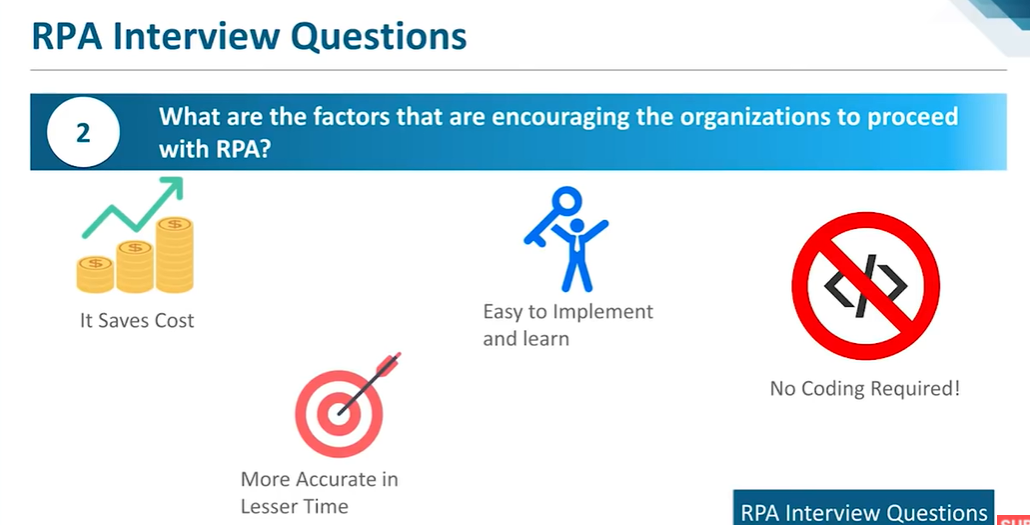 RPA Interview Questions
2
What are the factors that are encouraging the organizations to proceed
with RPA?
$
$
$
It Saves Cost
Easy to Implement
and learn
</>
No Coding Required!
More Accurate in
Lesser Time
RPA Interview Questions